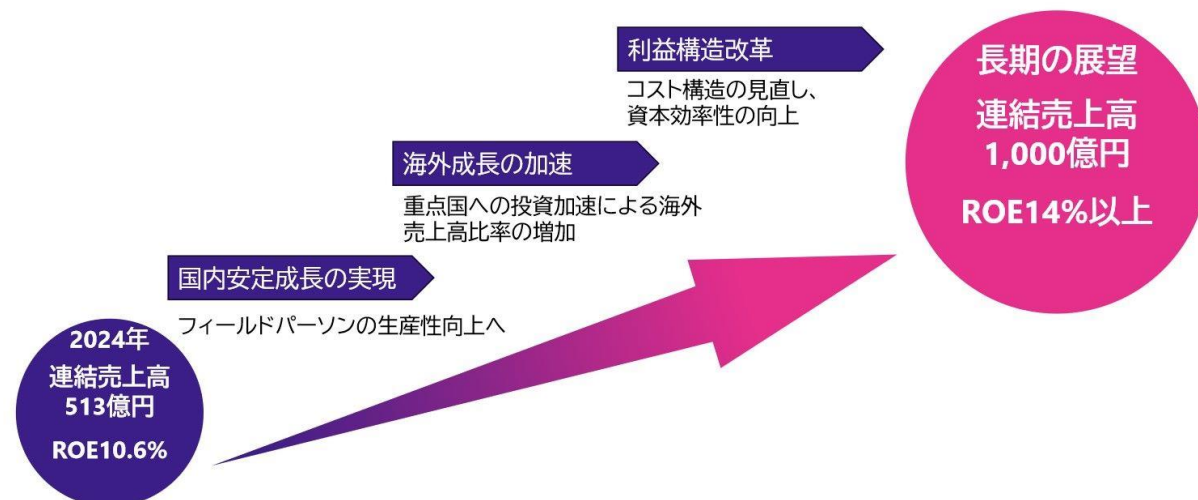 利益構造改革
コスト構造の見直し、
資本効率性の向上
長期の展望
連結売上高
1,000億円
ROE14%以上
海外成長の加速
重点国への投資加速による海外
売上高比率の増加
国内安定成長の実現
フィールドパーソンの生産性向上へ
2024年
連結売上高
513億円
ROE10.6%